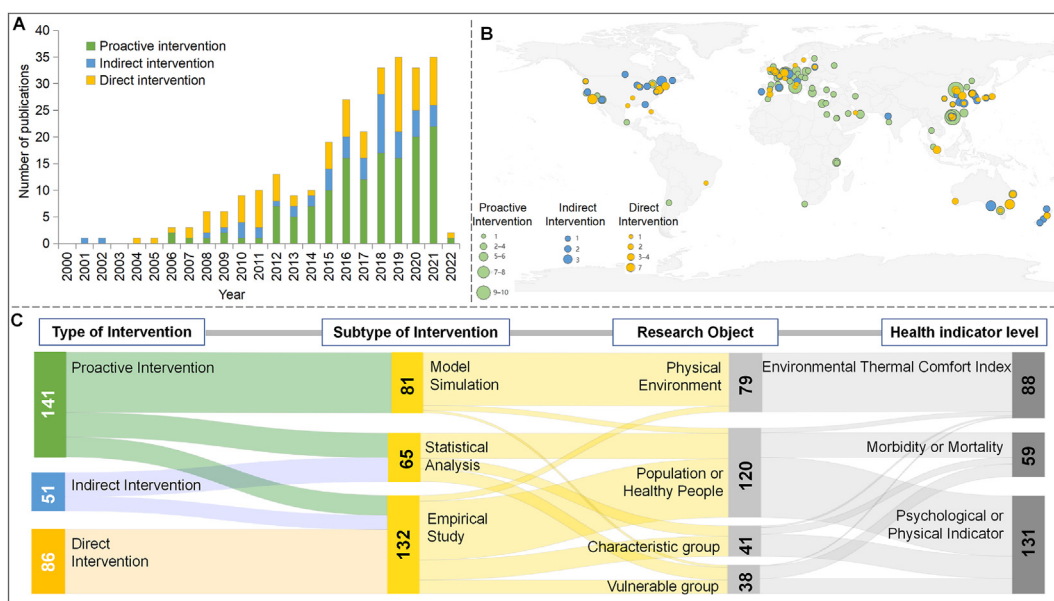 A
Number of publications
40
35
30
25
20
15
10
5
0
Proactive intervention
Indirect intervention
Direct intervention
2000
2001
2002
2003
2004
2005
2006
2007
2008
2009
2010
2011
2012
2013
2014
2015
2016
2017
2018
2019
2020
2021
2022
Year
B
Proactive
Intervention
1
2–4
5–6
7–8
9–10
Indirect
Intervention
1
2
3
Direct
Intervention
1
2
3–4
7
C
Type of Intervention
Subtype of Intervention
Research Object
Health indicator level
141
Proactive Intervention
51
Indirect Intervention
86
Direct
Intervention
81
Model
Simulation
65
Statistical
Analysis
132
Empirical
Study
Physical
Environment
79
Population or
Healthy People
120
Characteristic group
41
Vulnerable group
38
Environmental Thermal Comfort Index
88
Morbidity or Mortality
59
Psychological or
Physical Indicator
131